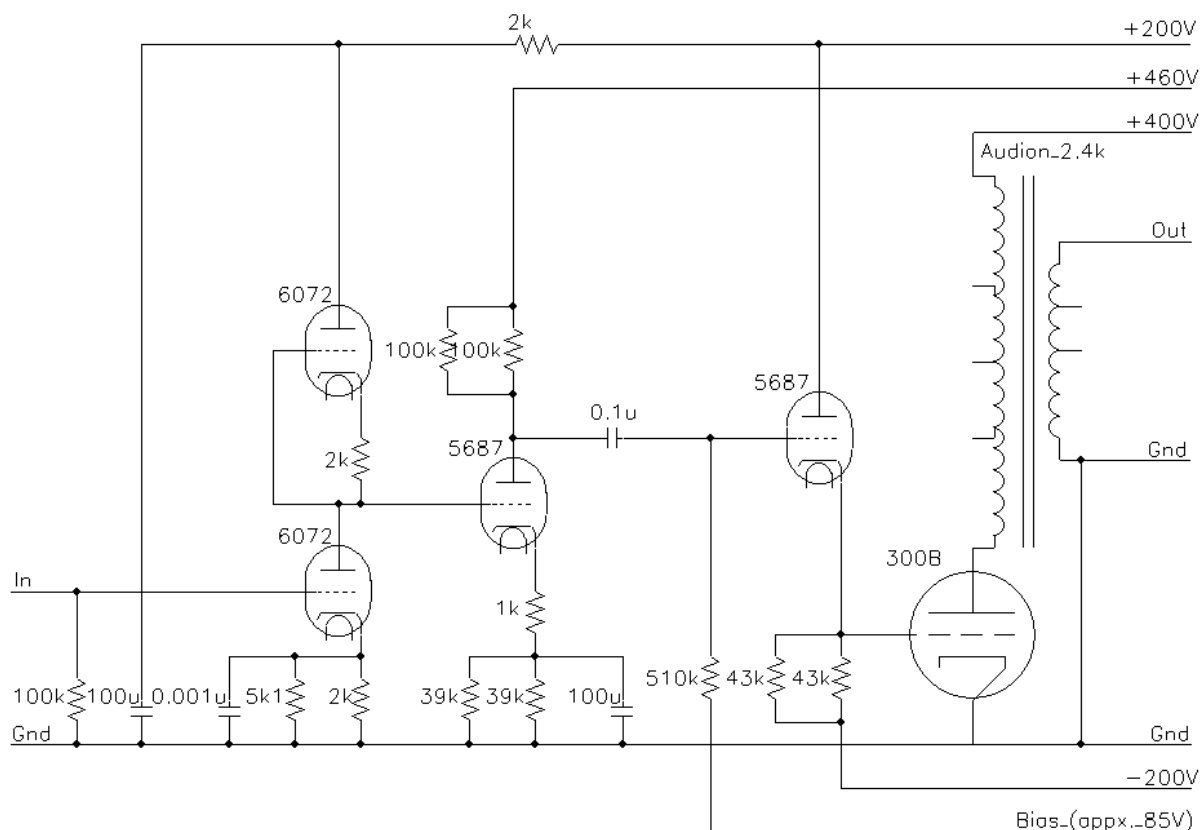 2k
+200V
+460V
+400V
Audion_2.4k
Out
6072
100k
100k
5687
0.1u
5687
2k
Gnd
6072
300B
In
1k
100k
100u
0.001u
5k1
2k
39k
39k
100u
510k
43k
43k
Gnd
Gnd
-200V
Bias_(appx._85V)